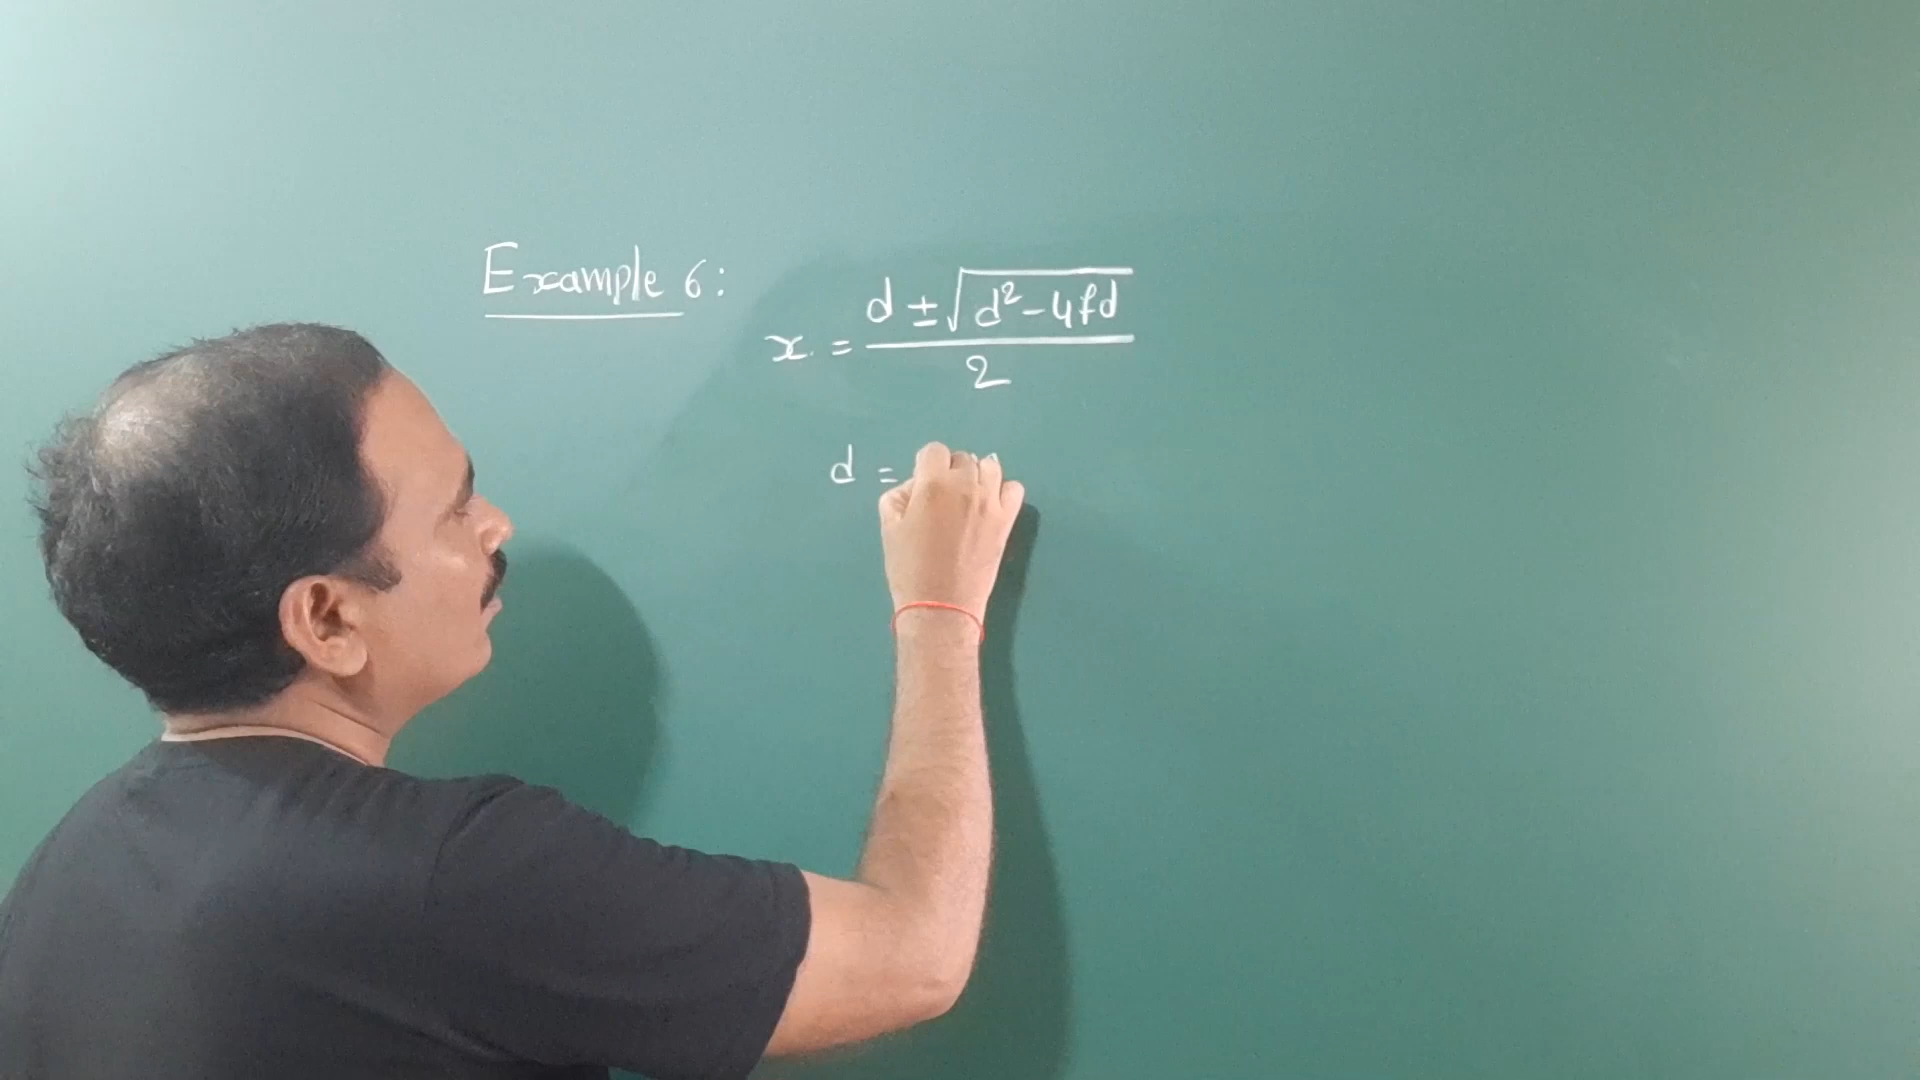 Example 6:
x = (d ± √(d² - 4fd)) / 2
d =